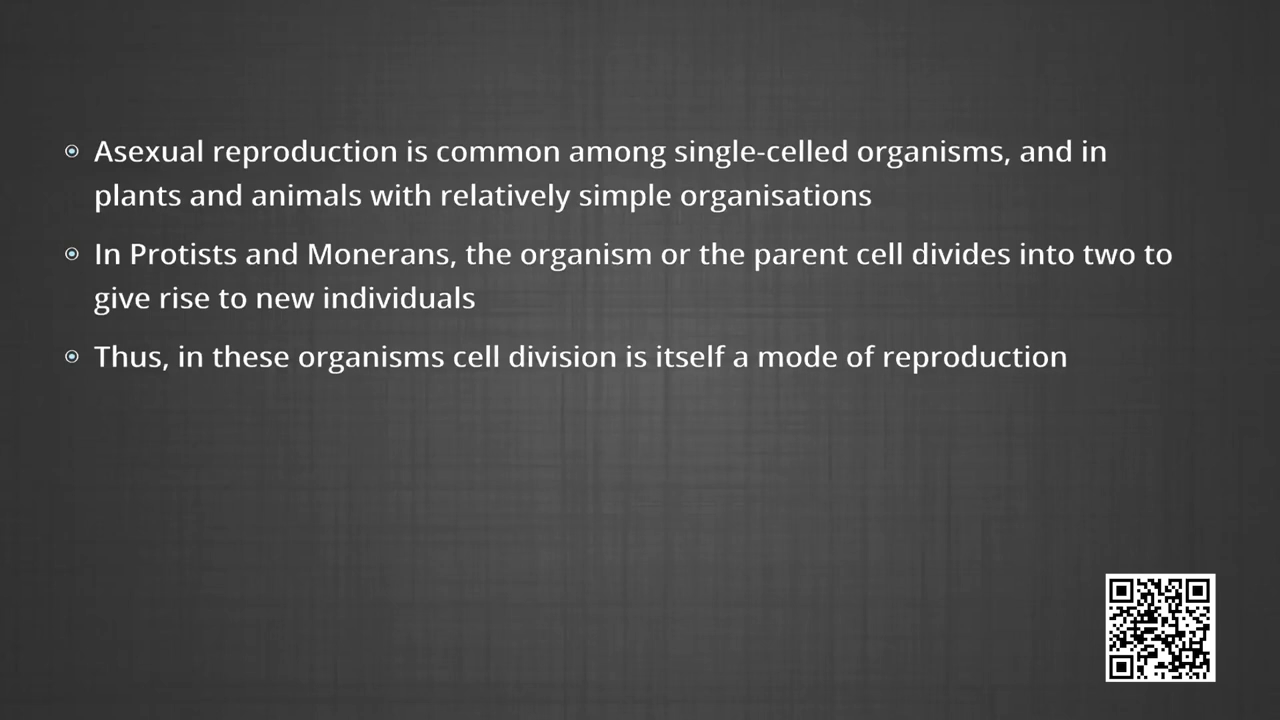 Asexual reproduction is common among single-celled organisms, and in
plants and animals with relatively simple organisations
In Protists and Monerans, the organism or the parent cell divides into two to
give rise to new individuals
Thus, in these organisms cell division is itself a mode of reproduction